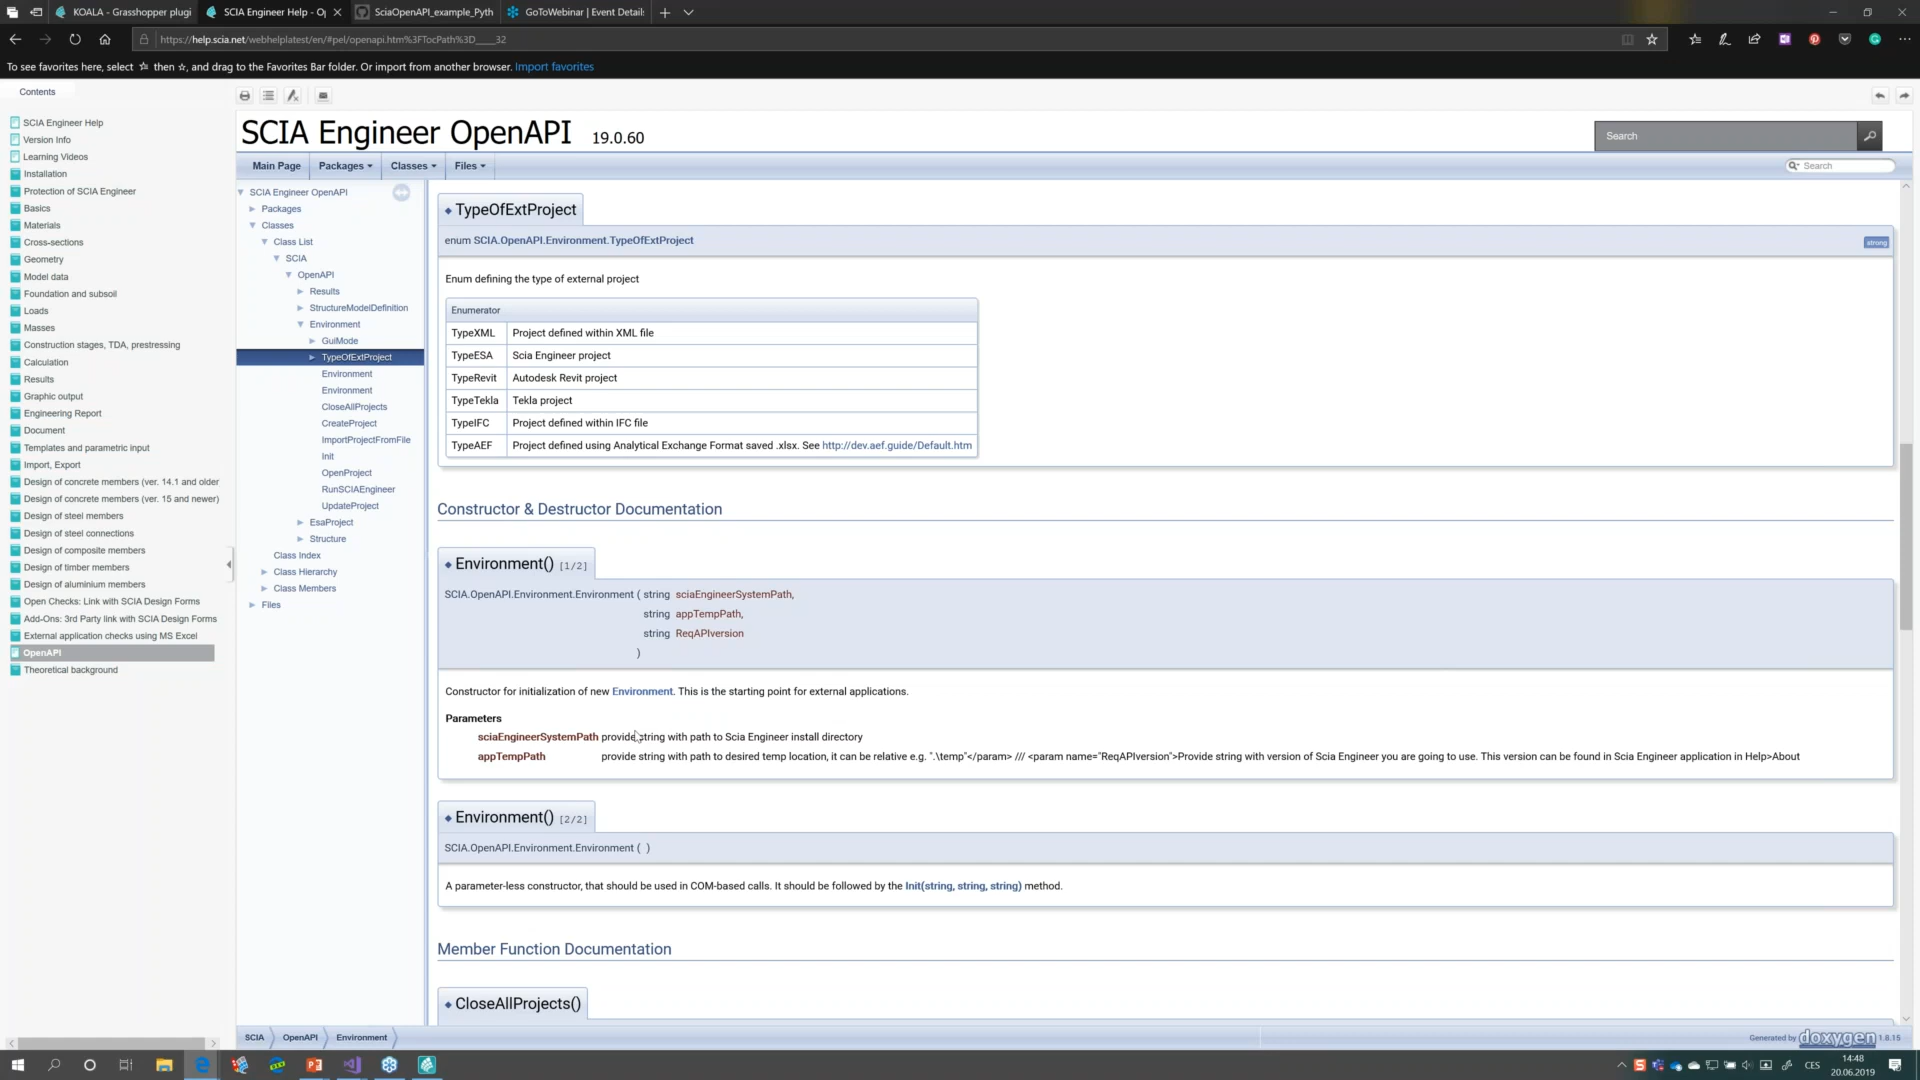 KOALA - Grasshopper plugi
SCIA Engineer Help - Op
SciaOpenAPI_example_Pyth
GoToWebinar | Event Details
https://help.scia.net/webhelplatest/en/#pel/openapi.htm%3FTocPath%3D____32
To see favorites here, select ☆ then ☆, and drag to the Favorites Bar folder. Or import from another browser. Import favorites
Contents
SCIA Engineer Help
Version Info
Learning Videos
Installation
Protection of SCIA Engineer
Basics
Materials
Cross-sections
Geometry
Model data
Foundation and subsoil
Loads
Masses
Construction stages, TDA, prestressing
Calculation
Results
Graphic output
Engineering Report
Document
Templates and parametric input
Import, Export
Design of concrete members (ver. 14.1 and older
Design of concrete members (ver. 15 and newer)
Design of steel members
Design of steel connections
Design of composite members
Design of timber members
Design of aluminium members
Open Checks: Link with SCIA Design Forms
Add-Ons: 3rd Party link with SCIA Design Forms
External application checks using MS Excel
OpenAPI
Theoretical background
SCIA Engineer OpenAPI 19.0.60
Search
Main Page Packages Classes Files
Search
SCIA Engineer OpenAPI
Packages
Classes
Class List
SCIA
OpenAPI
Results
StructureModelDefinition
Environment
GuiMode
TypeOfExtProject
Environment
Environment
CloseAllProjects
CreateProject
ImportProjectFromFile
Init
OpenProject
RunSCIAEngineer
UpdateProject
EsaProject
Structure
Class Index
Class Hierarchy
Class Members
Files
◆ TypeOfExtProject
enum SCIA.OpenAPI.Environment.TypeOfExtProject
strong
Enum defining the type of external project
Enumerator
TypeXML Project defined within XML file
TypeESA Scia Engineer project
TypeRevit Autodesk Revit project
TypeTekla Tekla project
TypeIFC Project defined within IFC file
TypeAEF Project defined using Analytical Exchange Format saved .xlsx. See http://dev.aef.guide/Default.htm
Constructor & Destructor Documentation
◆ Environment() [1/2]
SCIA.OpenAPI.Environment.Environment ( string sciaEngineerSystemPath,
string appTempPath,
string ReqAPIversion
)
Constructor for initialization of new Environment. This is the starting point for external applications.
Parameters
sciaEngineerSystemPath provide string with path to Scia Engineer install directory
appTempPath provide string with path to desired temp location, it can be relative e.g. ".\temp"</param> /// <param name="ReqAPIversion">Provide string with version of Scia Engineer you are going to use. This version can be found in Scia Engineer application in Help>About
◆ Environment() [2/2]
SCIA.OpenAPI.Environment.Environment ( )
A parameter-less constructor, that should be used in COM-based calls. It should be followed by the Init(string, string, string) method.
Member Function Documentation
◆ CloseAllProjects()
SCIA OpenAPI Environment
Generated by doxygen 1.8.15
CES
14:48
20.06.2019